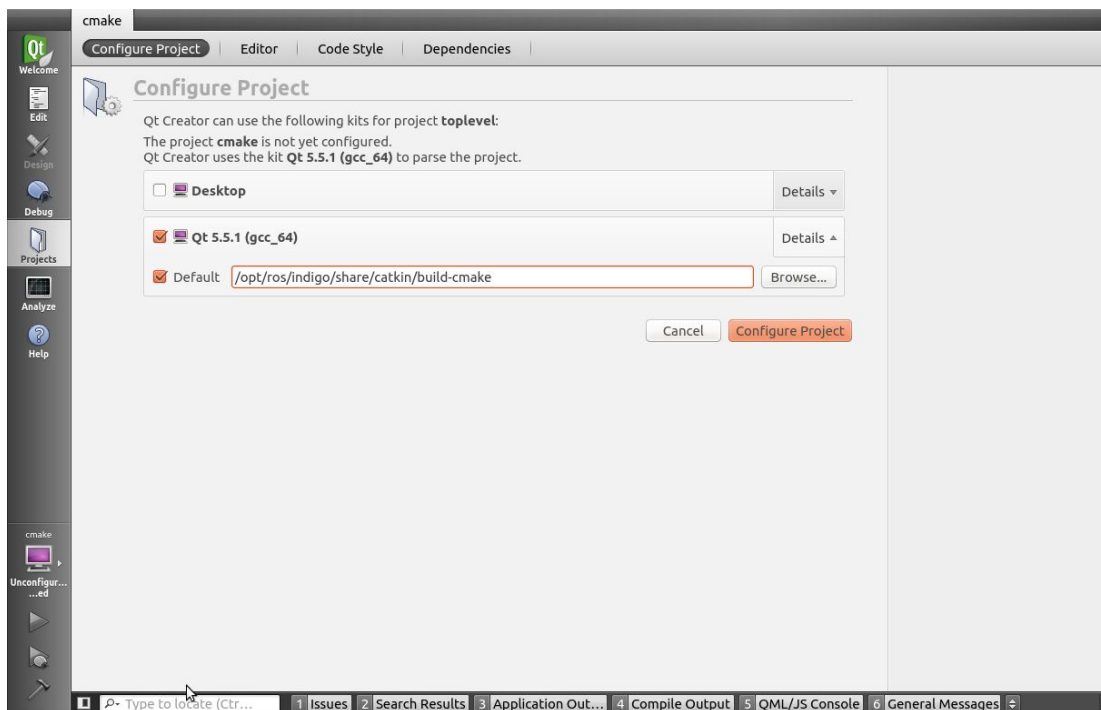 cmake
Configure Project Editor Code Style Dependencies
Qt
Welcome
Edit
Design
Debug
Projects
Analyze
Help
Configure Project
Qt Creator can use the following kits for project toplevel:
The project cmake is not yet configured.
Qt Creator uses the kit Qt 5.5.1 (gcc_64) to parse the project.
Desktop Details
Qt 5.5.1 (gcc_64) Details
Default /opt/ros/indigo/share/catkin/build-cmake Browse...
Cancel Configure Project
cmake
Unconfigur...
...ed
Type to locate (Ctr... 1 Issues 2 Search Results 3 Application Out... 4 Compile Output 5 QML/JS Console 6 General Messages